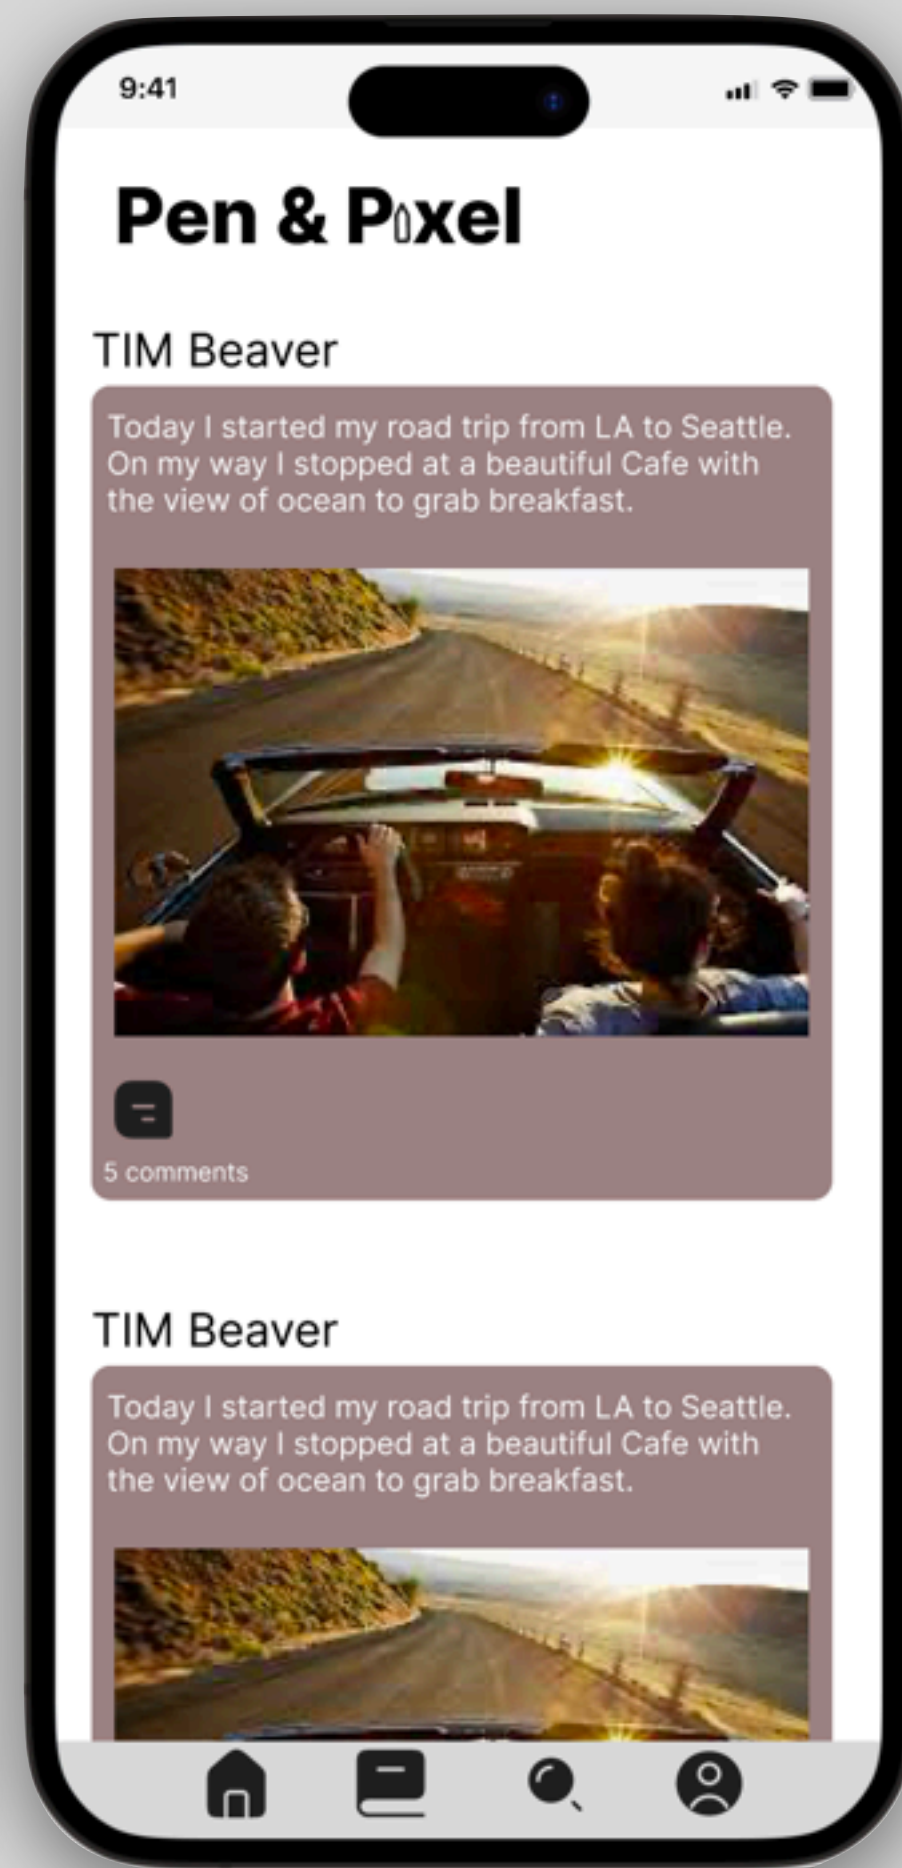 9:41
Pen & Pixel
TIM Beaver
Today I started my road trip from LA to Seattle.
On my way I stopped at a beautiful Cafe with
the view of ocean to grab breakfast.
5 comments
TIM Beaver
Today I started my road trip from LA to Seattle.
On my way I stopped at a beautiful Cafe with
the view of ocean to grab breakfast.